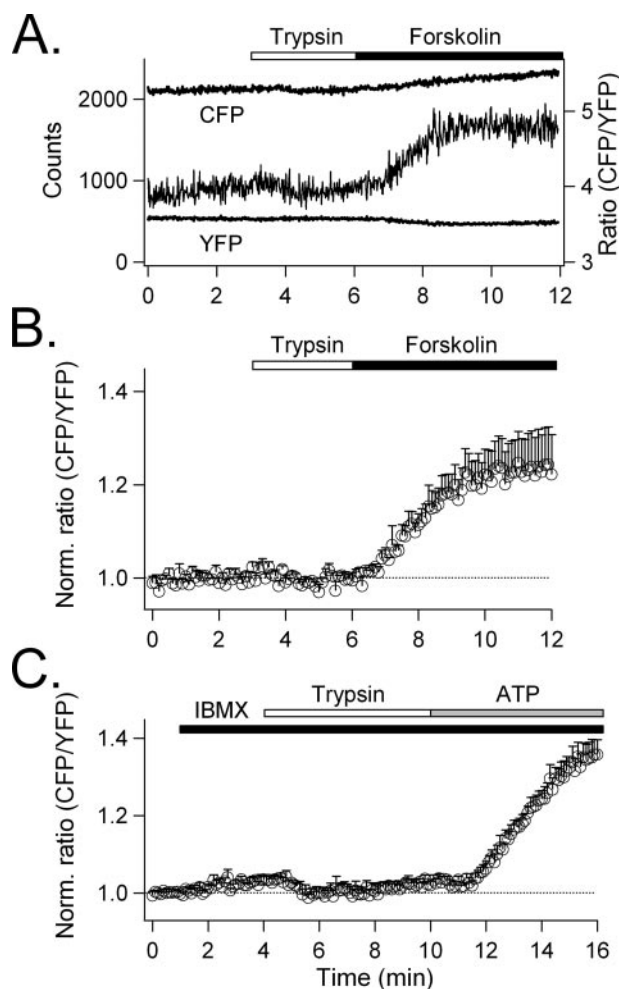 A.
Trypsin Forskolin
2000
1000
0
Counts
CFP
YFP
5
4
3
Ratio (CFP/YFP)
0 2 4 6 8 10 12
B.
Trypsin Forskolin
1.4
1.2
1.0
Norm. ratio (CFP/YFP)
0 2 4 6 8 10 12
C.
IBMX Trypsin ATP
1.4
1.2
1.0
Norm. ratio (CFP/YFP)
0 2 4 6 8 10 12 14 16
Time (min)